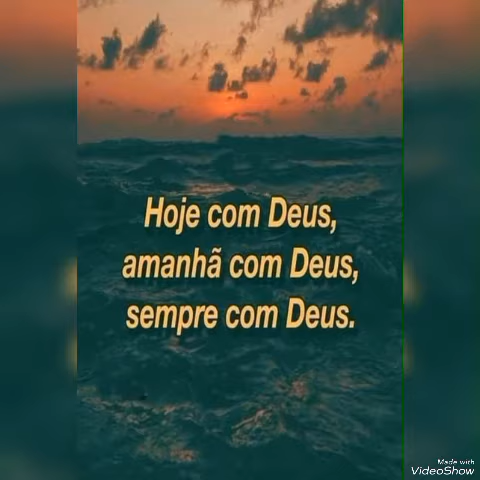 Hoje com Deus,
amanhã com Deus,
sempre com Deus.
Made with
VideoShow